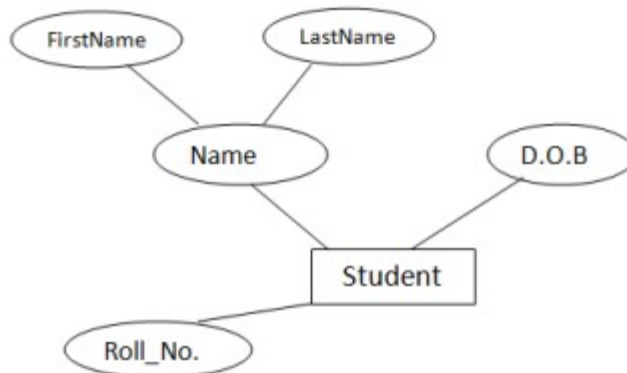 FirstName
LastName
Name
D.O.B
Student
Roll_No.